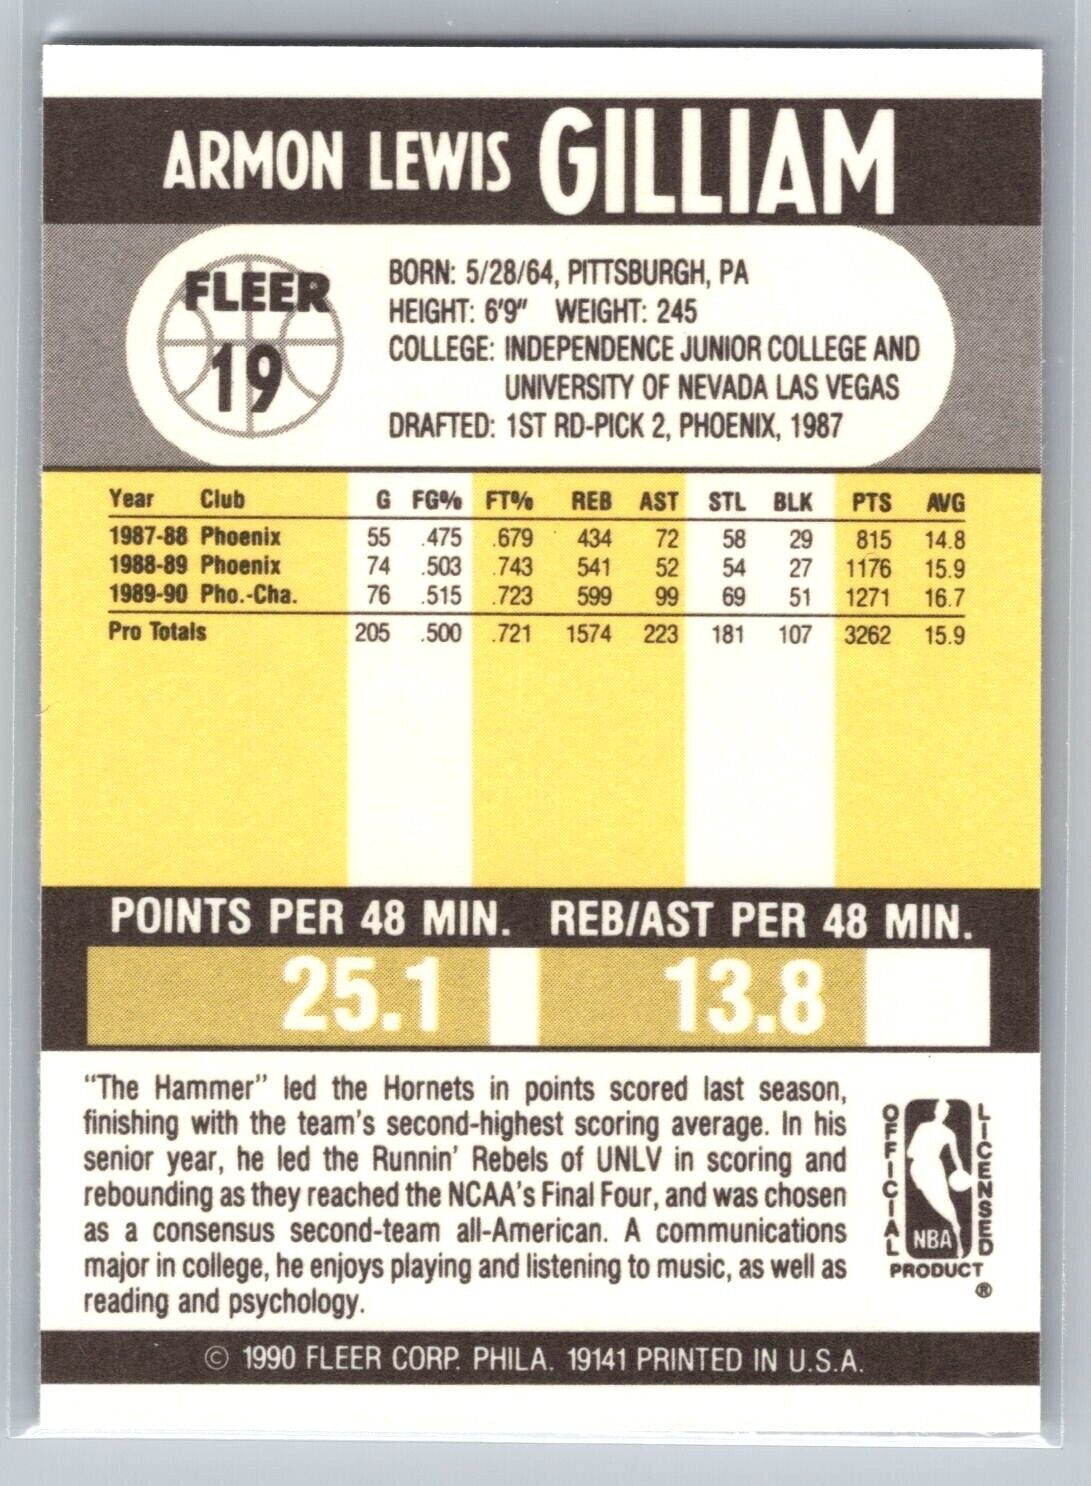 ARMON LEWIS GILLIAM
FLEER
19
BORN: 5/28/64, PITTSBURGH, PA
HEIGHT: 6'9" WEIGHT: 245
COLLEGE: INDEPENDENCE JUNIOR COLLEGE AND
UNIVERSITY OF NEVADA LAS VEGAS
DRAFTED: 1ST RD-PICK 2, PHOENIX, 1987
Year Club G FG% FT% REB AST STL BLK PTS AVG
1987-88 Phoenix 55 .475 .679 434 72 58 29 815 14.8
1988-89 Phoenix 74 .503 .743 541 52 54 27 1176 15.9
1989-90 Pho.-Cha. 76 .515 .723 599 99 69 51 1271 16.7
Pro Totals 205 .500 .721 1574 223 181 107 3262 15.9
POINTS PER 48 MIN. REB/AST PER 48 MIN.
25.1 13.8
"The Hammer" led the Hornets in points scored last season,
finishing with the team's second-highest scoring average. In his
senior year, he led the Runnin' Rebels of UNLV in scoring and
rebounding as they reached the NCAA's Final Four, and was chosen
as a consensus second-team all-American. A communications
major in college, he enjoys playing and listening to music, as well as
reading and psychology.
OFFICIAL
LICENSED
NBA
PRODUCT
®
© 1990 FLEER CORP. PHILA. 19141 PRINTED IN U.S.A.